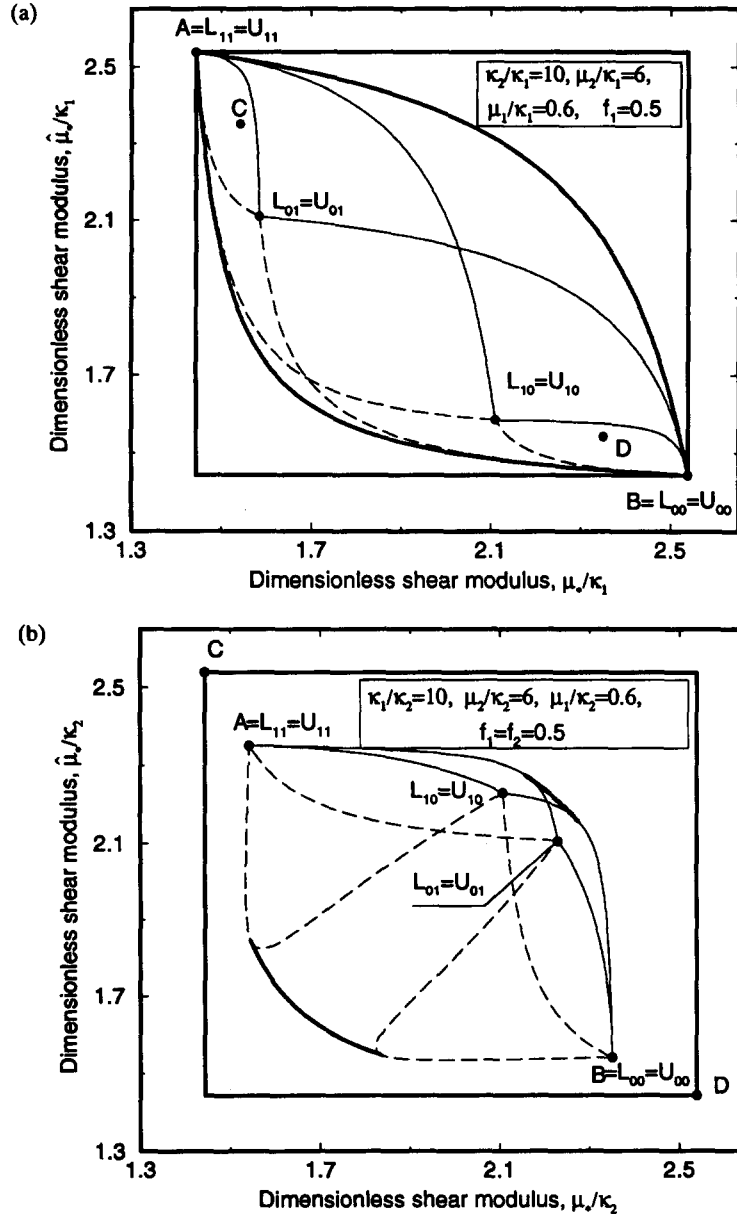 (a)
A=L₁₁=U₁₁
κ₂/κ₁=10, μ₂/κ₁=6,
μ₁/κ₁=0.6, f₁=0.5
C
L₀₁=U₀₁
L₁₀=U₁₀
D
B=L₀₀=U₀₀
2.5
2.1
1.7
1.3
1.3
1.7
2.1
2.5
Dimensionless shear modulus, μ̂*/κ₁
Dimensionless shear modulus, μ*/κ₁
(b)
C
κ₁/κ₂=10, μ₂/κ₂=6, μ₁/κ₂=0.6,
f₁=f₂=0.5
A=L₁₁=U₁₁
L₁₀=U₁₀
L₀₁=U₀₁
B=L₀₀=U₀₀
D
2.5
2.1
1.7
1.3
1.3
1.7
2.1
2.5
Dimensionless shear modulus, μ̂*/κ₂
Dimensionless shear modulus, μ*/κ₂